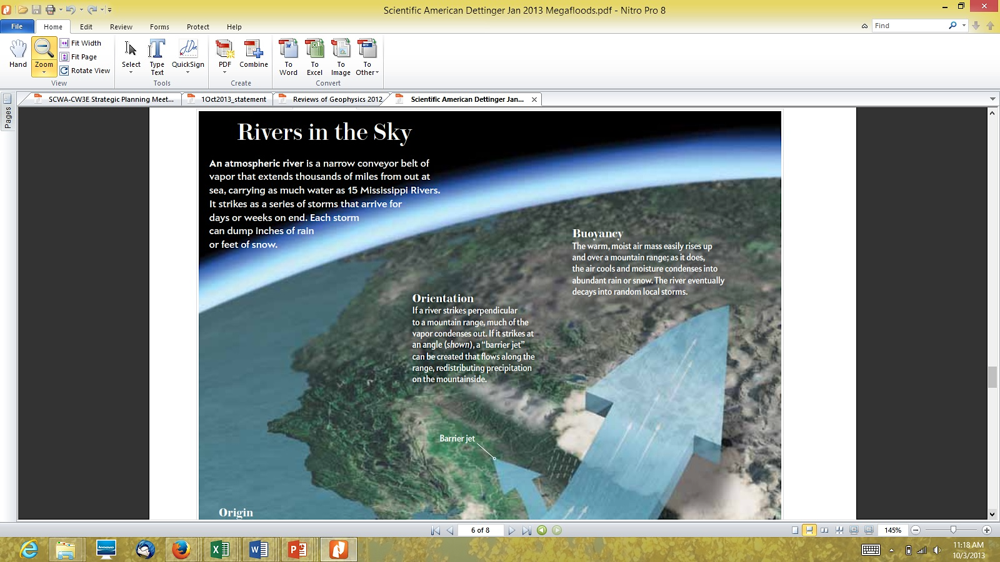 Scientific American Dettinger Jan 2013 Megafloods.pdf - Nitro Pro 8
File Home Edit Review Forms Protect Help
Find
Hand
Zoom
Fit Width
Fit Page
Rotate View
View
Select
Type Text
QuickSign
Tools
PDF
Combine
Create
To Word
To Excel
To Image
To Other
Convert
SCWA-CW3E Strategic Planning Meet...
1Oct2013_statement
Reviews of Geophysics 2012
Scientific American Dettinger Jan...
Pages
Rivers in the Sky
An atmospheric river is a narrow conveyor belt of
vapor that extends thousands of miles from out at
sea, carrying as much water as 15 Mississippi Rivers.
It strikes as a series of storms that arrive for
days or weeks on end. Each storm
can dump inches of rain
or feet of snow.
Buoyancy
The warm, moist air mass easily rises up
and over a mountain range; as it does,
the air cools and moisture condenses into
abundant rain or snow. The river eventually
decays into random local storms.
Orientation
If a river strikes perpendicular
to a mountain range, much of the
vapor condenses out. If it strikes at
an angle (shown), a “barrier jet”
can be created that flows along the
range, redistributing precipitation
on the mountainside.
Barrier jet
Origin
6 of 8
145%
11:18 AM
10/3/2013